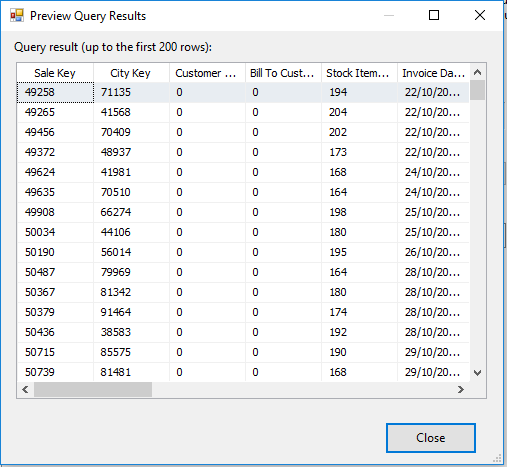 Preview Query Results
Query result (up to the first 200 rows):
Sale Key City Key Customer ... Bill To Cust... Stock Item... Invoice Da...
49258 71135 0 0 194 22/10/20...
49265 41568 0 0 204 22/10/20...
49456 70409 0 0 202 22/10/20...
49372 48937 0 0 173 22/10/20...
49624 41981 0 0 168 24/10/20...
49635 70510 0 0 164 24/10/20...
49908 66274 0 0 198 25/10/20...
50034 44106 0 0 180 25/10/20...
50190 56014 0 0 195 26/10/20...
50487 79969 0 0 164 28/10/20...
50367 81342 0 0 180 28/10/20...
50379 91464 0 0 174 28/10/20...
50436 38583 0 0 192 28/10/20...
50715 85575 0 0 190 29/10/20...
50739 81481 0 0 168 29/10/20...
Close